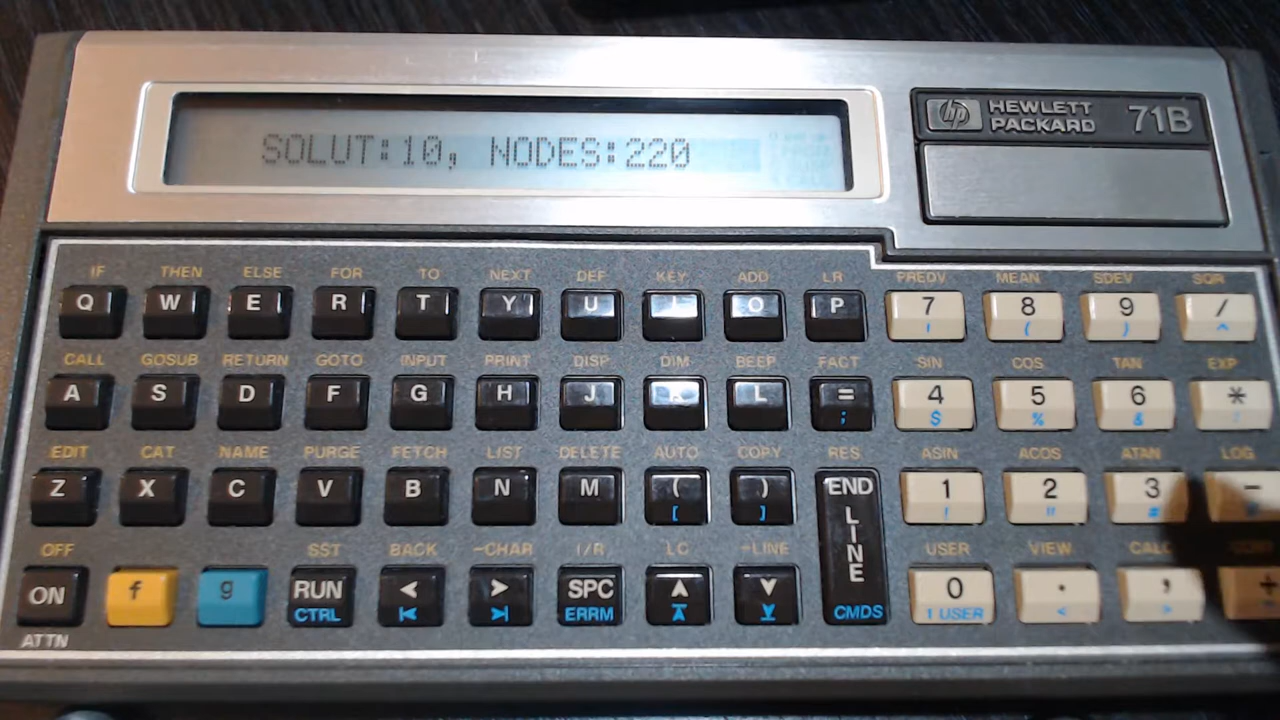 SOLUT:10, NODES:220
hp HEWLETT PACKARD 71B
IF THEN ELSE FOR TO NEXT DEF KEY ADD LR PREDV MEAN SDEV SQR
Q W E R T Y U I O P 7 8 9 /
( ) ^
CALL GOSUB RETURN GOTO INPUT PRINT DISP DIM BEEP FACT SIN COS TAN EXP
A S D F G H J K L = 4 5 6 *
; $ % &
EDIT CAT NAME PURGE FETCH LIST DELETE AUTO COPY RES ASIN ACOS ATAN LOG
Z X C V B N M ( ) END LINE 1 2 3 -
[ ] ! " #
OFF SST BACK -CHAR I/R LC -LINE USER VIEW CALC
ON f g RUN < > SPC ∧ ∨ 0 . , +
CTRL ERRM CMDS 1 USER < >
ATTN